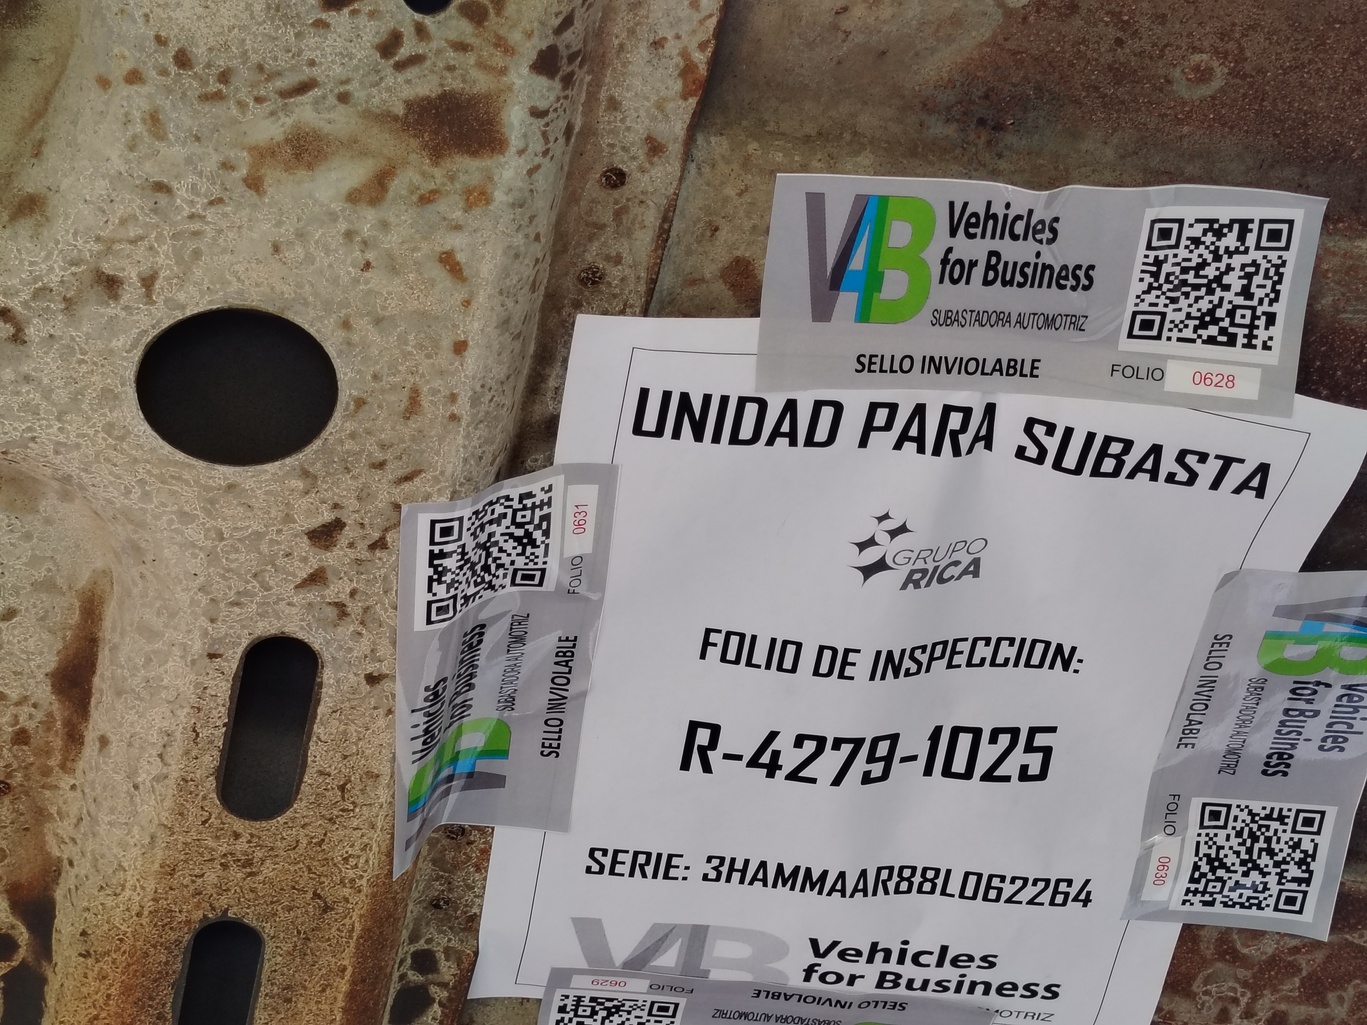 V4B
Vehicles
for Business
SUBASTADORA AUTOMOTRIZ
SELLO INVIOLABLE
FOLIO 0628
UNIDAD PARA SUBASTA
GRUPO
RICA
FOLIO DE INSPECCION:
R-4279-1025
SERIE: 3HAMMAAR88L062264
V4B
Vehicles
for Business
OTRIZ
FOLIO 0631
Vehicles
for Business
SUBASTADORA AUTOMOTRIZ
SELLO INVIOLABLE
V4B
Vehicles
for Business
SUBASTADORA AUTOMOTRIZ
SELLO INVIOLABLE
FOLIO 0630
FOLIO 0629
SELLO INVIOLABLE
SUBASTADORA AUTOMOTRIZ